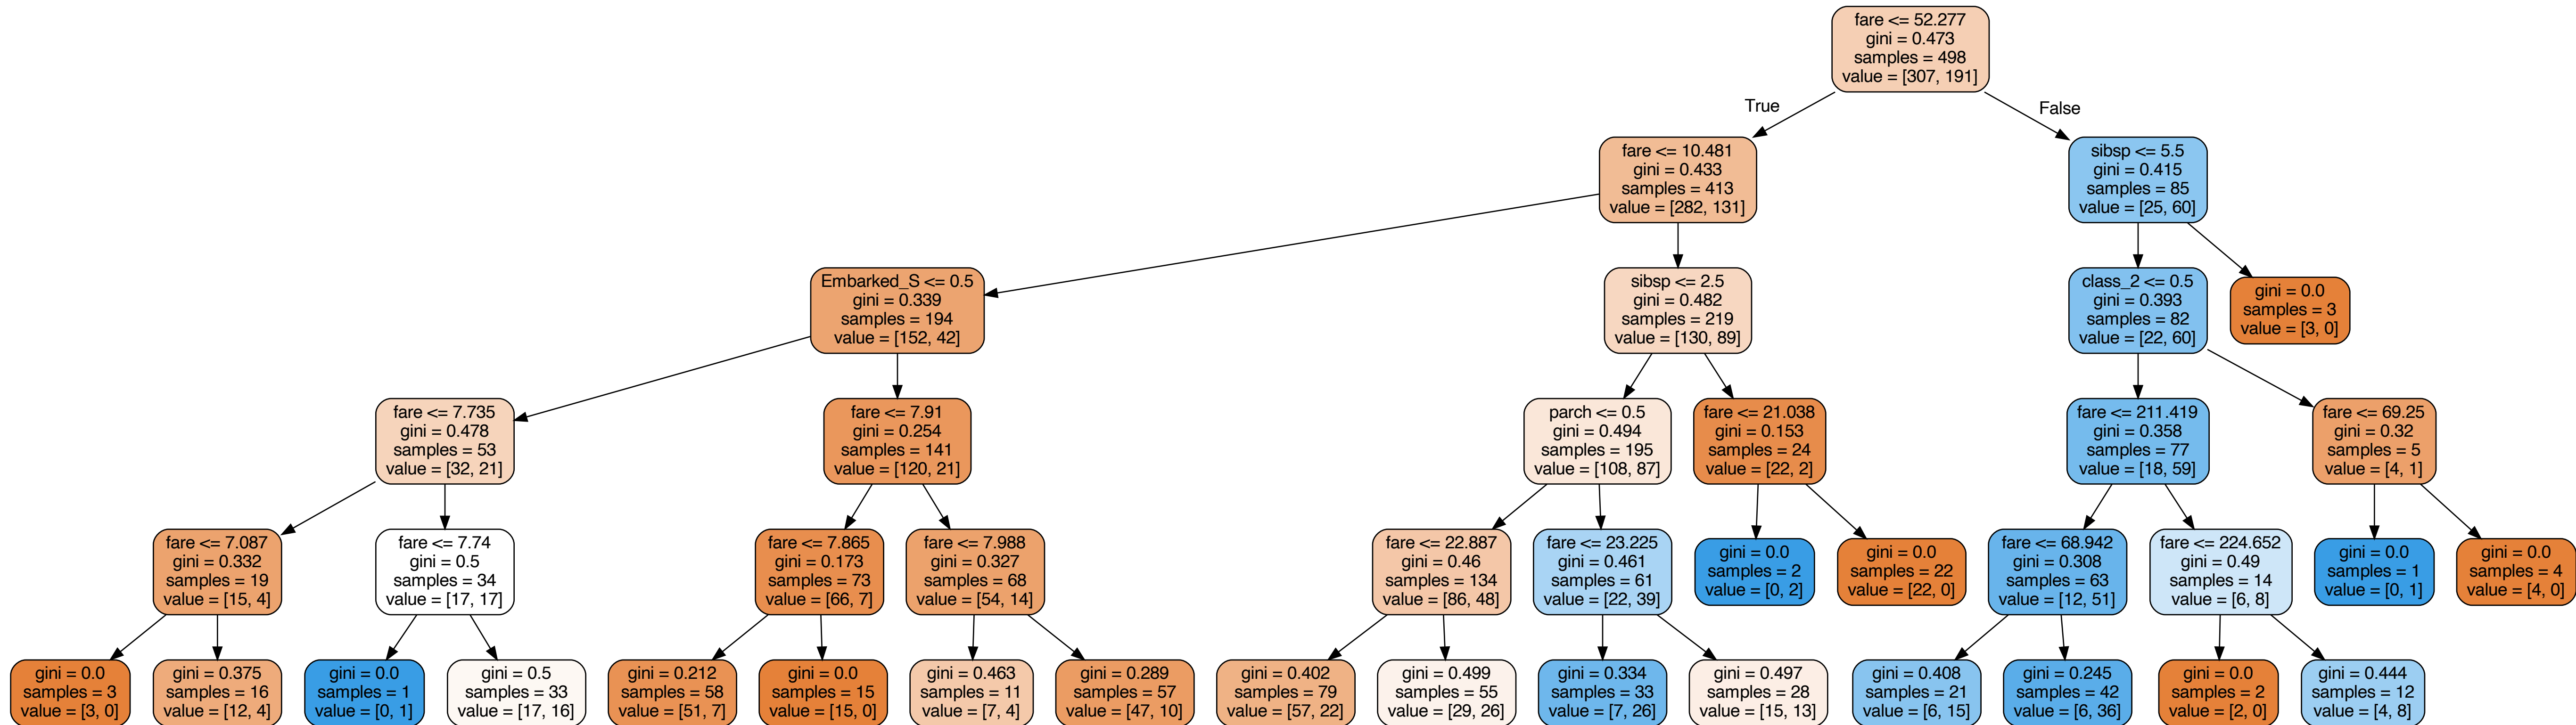 fare <= 52.277
gini = 0.473
samples = 498
value = [307, 191]
True
False
fare <= 10.481
gini = 0.433
samples = 413
value = [282, 131]
sibsp <= 5.5
gini = 0.415
samples = 85
value = [25, 60]
Embarked_S <= 0.5
gini = 0.339
samples = 194
value = [152, 42]
sibsp <= 2.5
gini = 0.482
samples = 219
value = [130, 89]
class_2 <= 0.5
gini = 0.393
samples = 82
value = [22, 60]
gini = 0.0
samples = 3
value = [3, 0]
fare <= 7.735
gini = 0.478
samples = 53
value = [32, 21]
fare <= 7.91
gini = 0.254
samples = 141
value = [120, 21]
parch <= 0.5
gini = 0.494
samples = 195
value = [108, 87]
fare <= 21.038
gini = 0.153
samples = 24
value = [22, 2]
fare <= 211.419
gini = 0.358
samples = 77
value = [18, 59]
fare <= 69.25
gini = 0.32
samples = 5
value = [4, 1]
fare <= 7.087
gini = 0.332
samples = 19
value = [15, 4]
fare <= 7.74
gini = 0.5
samples = 34
value = [17, 17]
fare <= 7.865
gini = 0.173
samples = 73
value = [66, 7]
fare <= 7.988
gini = 0.327
samples = 68
value = [54, 14]
fare <= 22.887
gini = 0.46
samples = 134
value = [86, 48]
fare <= 23.225
gini = 0.461
samples = 61
value = [22, 39]
gini = 0.0
samples = 2
value = [0, 2]
gini = 0.0
samples = 22
value = [22, 0]
fare <= 68.942
gini = 0.308
samples = 63
value = [12, 51]
fare <= 224.652
gini = 0.49
samples = 14
value = [6, 8]
gini = 0.0
samples = 1
value = [0, 1]
gini = 0.0
samples = 4
value = [4, 0]
gini = 0.0
samples = 3
value = [3, 0]
gini = 0.375
samples = 16
value = [12, 4]
gini = 0.0
samples = 1
value = [0, 1]
gini = 0.5
samples = 33
value = [17, 16]
gini = 0.212
samples = 58
value = [51, 7]
gini = 0.0
samples = 15
value = [15, 0]
gini = 0.463
samples = 11
value = [7, 4]
gini = 0.289
samples = 57
value = [47, 10]
gini = 0.402
samples = 79
value = [57, 22]
gini = 0.499
samples = 55
value = [29, 26]
gini = 0.334
samples = 33
value = [7, 26]
gini = 0.497
samples = 28
value = [15, 13]
gini = 0.408
samples = 21
value = [6, 15]
gini = 0.245
samples = 42
value = [6, 36]
gini = 0.0
samples = 2
value = [2, 0]
gini = 0.444
samples = 12
value = [4, 8]